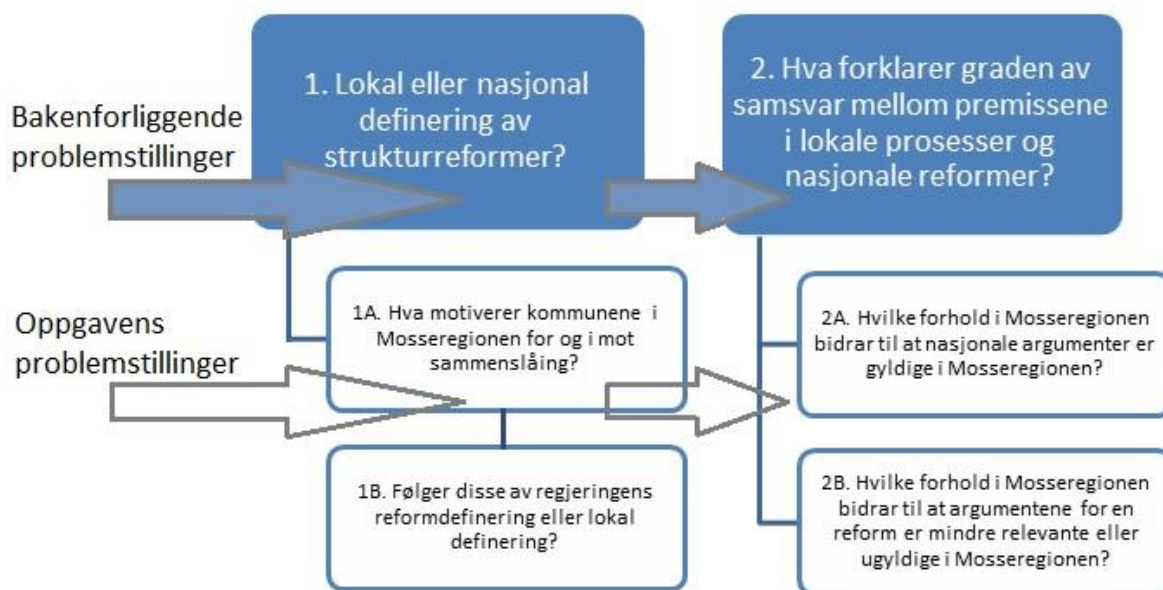 Bakenforliggende
problemstillinger
1. Lokal eller nasjonal
definering av
strukturreformer?
2. Hva forklarer graden av
samsvar mellom premissene
i lokale prosesser og
nasjonale reformer?
Oppgavens
problemstillinger
1A. Hva motiverer kommunene i
Mosseregionen for og i mot
sammenslåing?
1B. Følger disse av regjeringens
reformdefinering eller lokal
definering?
2A. Hvilke forhold i Mosseregionen
bidrar til at nasjonale argumenter er
gyldige i Mosseregionen?
2B. Hvilke forhold i Mosseregionen
bidrar til at argumentene for en
reform er mindre relevante eller
ugyldige i Mosseregionen?